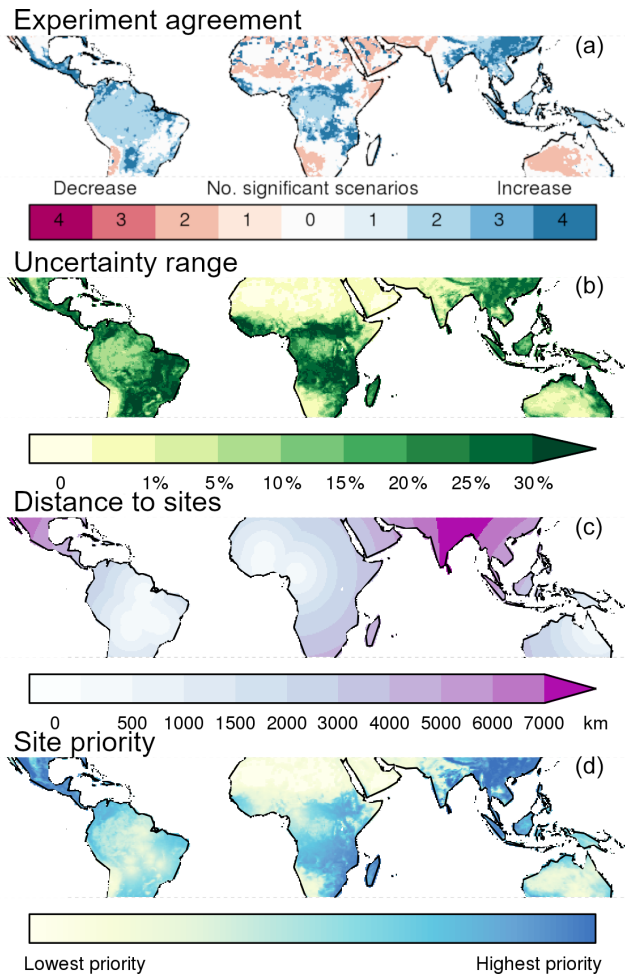 Experiment agreement
(a)
Decrease No. significant scenarios Increase
4 3 2 1 0 1 2 3 4
Uncertainty range
(b)
0 1% 5% 10% 15% 20% 25% 30%
Distance to sites
(c)
0 500 1000 1500 2000 3000 4000 5000 6000 7000 km
Site priority
(d)
Lowest priority Highest priority